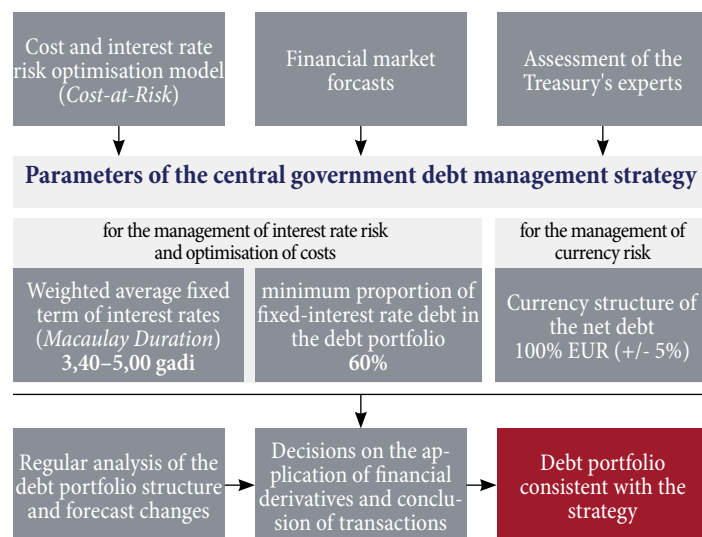 Cost and interest rate
risk optimisation model
(Cost-at-Risk)
Financial market
forcasts
Assessment of the
Treasury's experts
Parameters of the central government debt management strategy
for the management of interest rate risk
and optimisation of costs
for the management of
currency risk
Weighted average fixed
term of interest rates
(Macaulay Duration)
3,40–5,00 gadi
minimum proportion of
fixed-interest rate debt in
the debt portfolio
60%
Currency structure of
the net debt
100% EUR (+/- 5%)
Regular analysis of the
debt portfolio structure
and forecast changes
Decisions on the ap-
plication of financial
derivatives and conclu-
sion of transactions
Debt portfolio
consistent with the
strategy